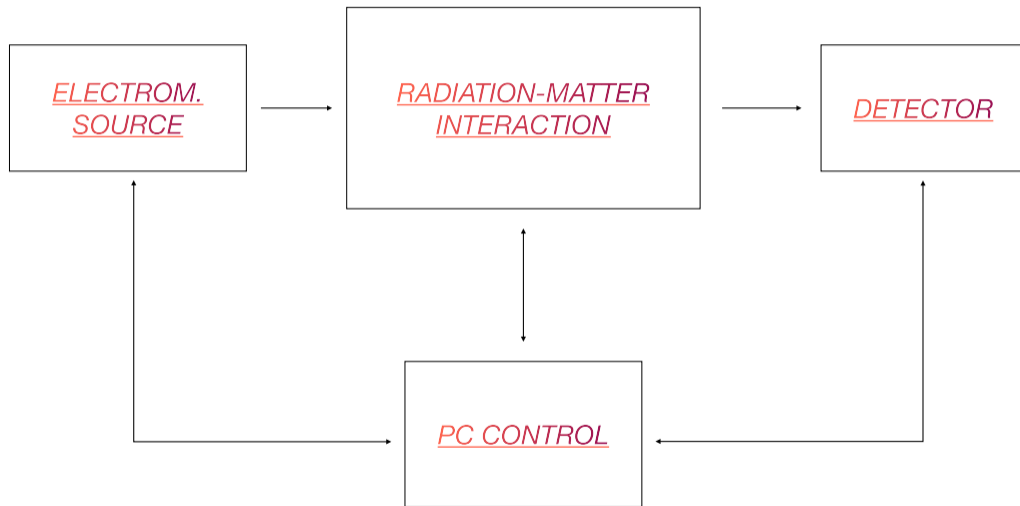 ELECTROM.
SOURCE
RADIATION-MATTER
INTERACTION
DETECTOR
PC CONTROL